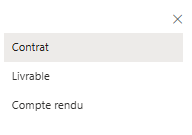 Contrat
Livrable
Compte rendu